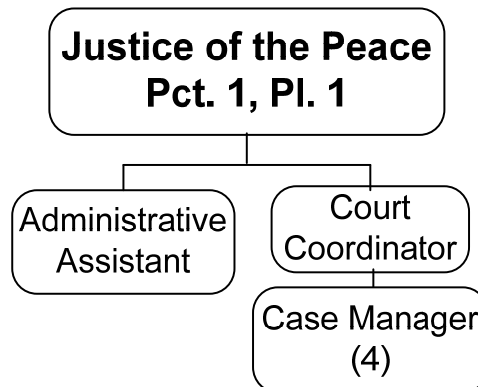 Justice of the Peace
Pct. 1, Pl. 1
Administrative
Assistant
Court
Coordinator
Case Manager
(4)